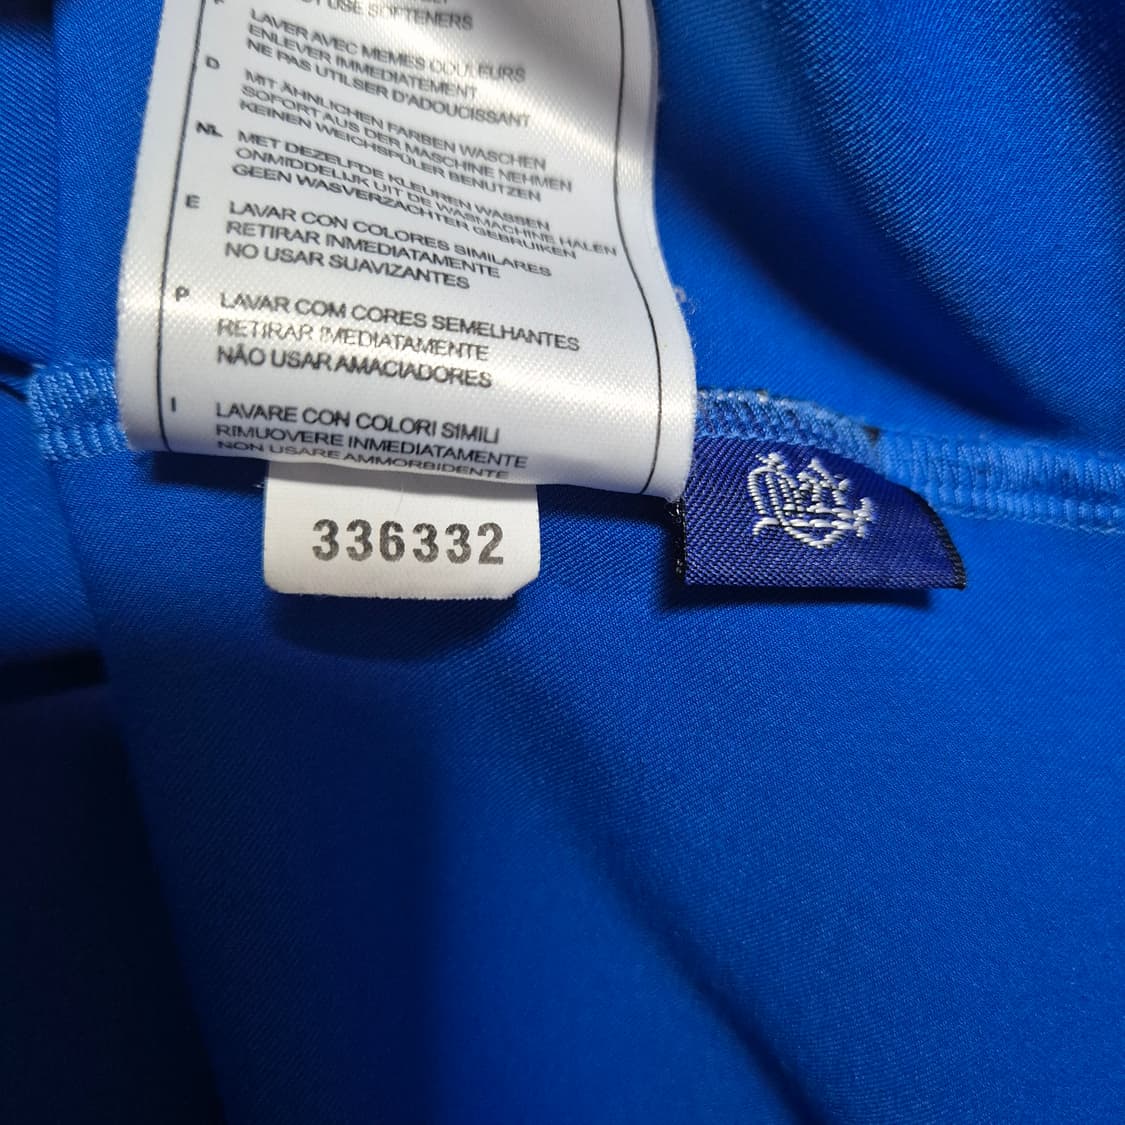 USE SOFTENERS
LAVER AVEC MEMES COULEURS
ENLEVER IMMEDIATEMENT
NE PAS UTILSER D'ADOUCISSANT
D
MIT ÄHNLICHEN FARBEN WASCHEN
SOFORT AUS DER MASCHINE NEHMEN
KEINEN WEICHSPÜLER BENUTZEN
NL
MET DEZELFDE KLEUREN WASSEN
ONMIDDELIJK UIT DE WASMACHINE HALEN
GEEN WASVERZACHTER GEBRUIKEN
E
LAVAR CON COLORES SIMILARES
RETIRAR INMEDIATAMENTE
NO USAR SUAVIZANTES
P
LAVAR COM CORES SEMELHANTES
RETIRAR IMEDIATAMENTE
NÃO USAR AMACIADORES
I
LAVARE CON COLORI SIMILI
RIMUOVERE INMEDIATAMENTE
NON USARE AMMORBIDENTE
336332